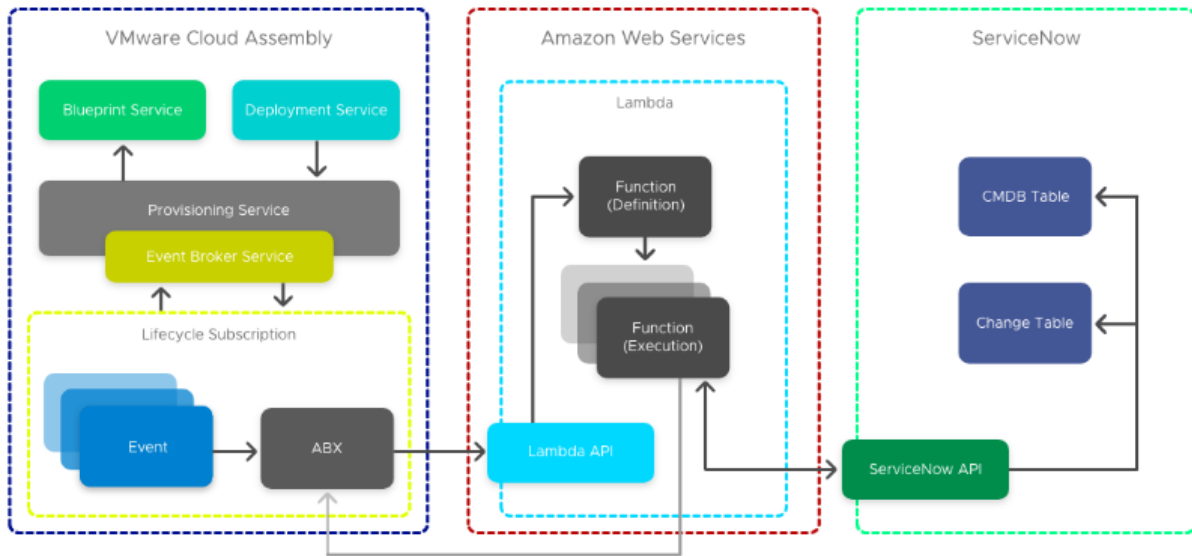 VMware Cloud Assembly
Blueprint Service
Deployment Service
Provisioning Service
Event Broker Service
Lifecycle Subscription
Event
ABX
Amazon Web Services
Lambda
Function
(Definition)
Function
(Execution)
Lambda API
ServiceNow
CMDB Table
Change Table
ServiceNow API